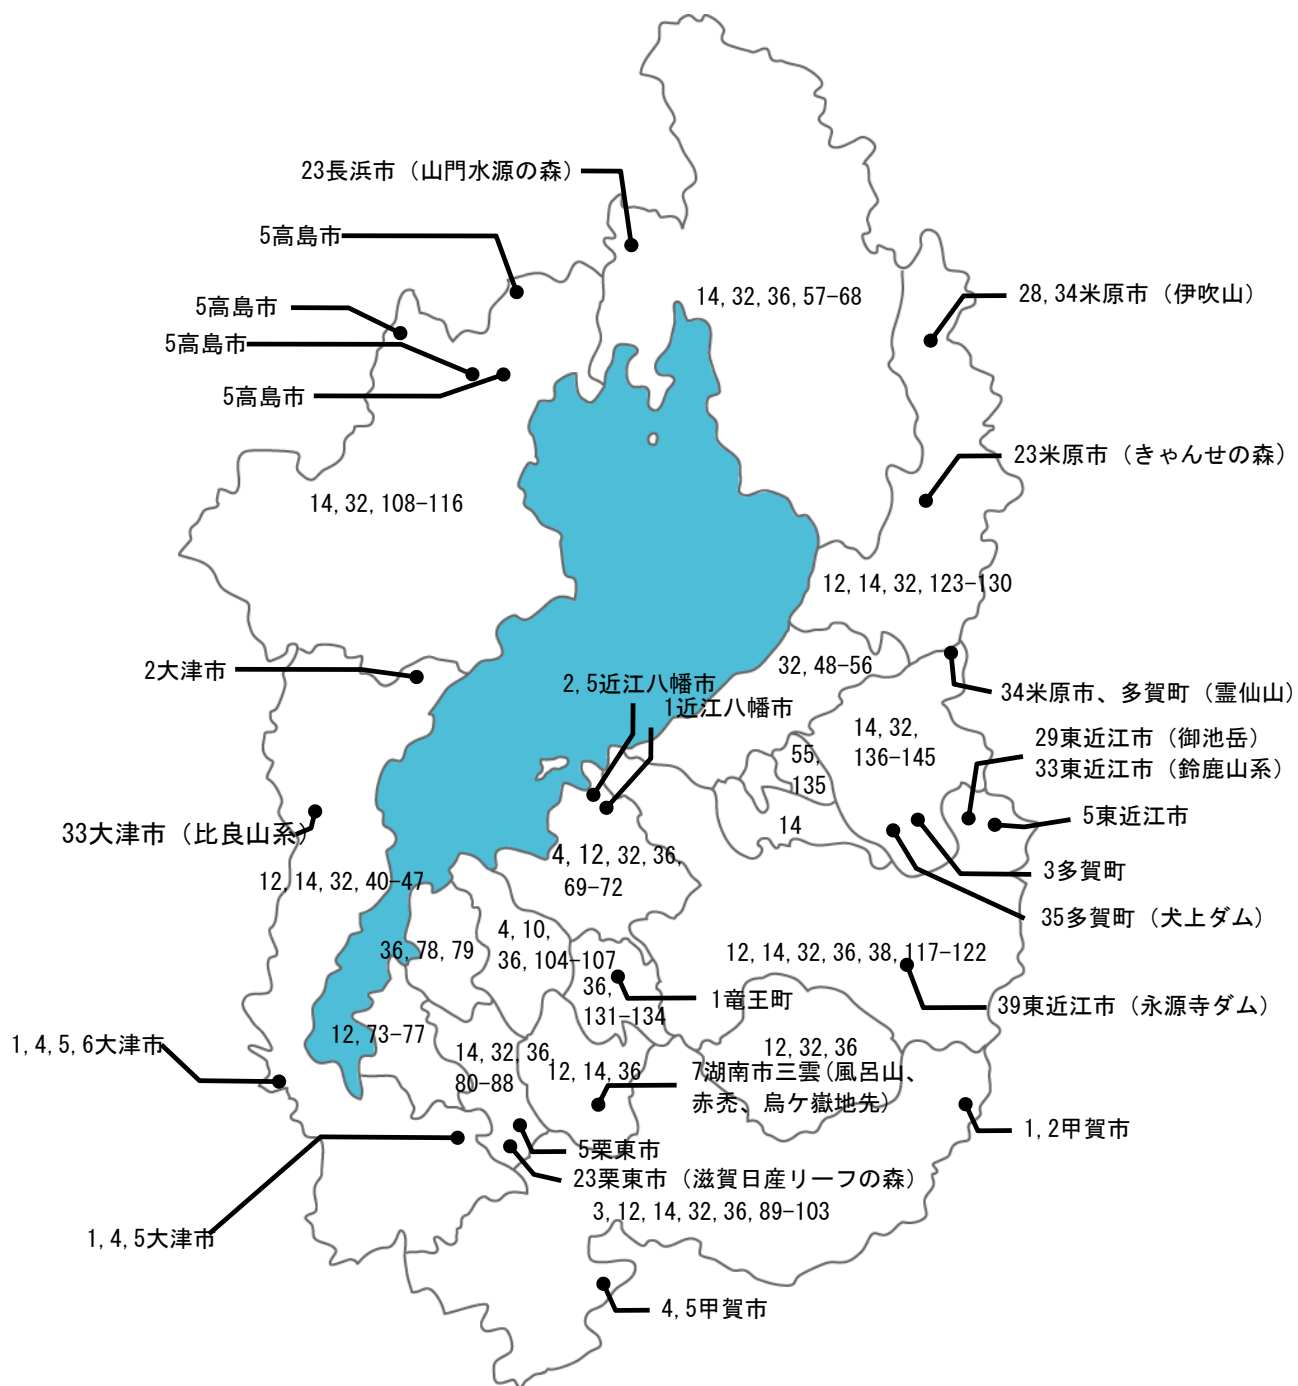 23長浜市（山門水源の森）
5高島市
14,32,36,57−68
28,34米原市（伊吹山）
5高島市
5高島市
5高島市
23米原市（きゃんせの森）
14,32,108−116
12,14,32,123−130
2大津市
32,48−56
2,5近江八幡市
1近江八幡市
34米原市、多賀町（霊仙山）
14,32,
136−145
29東近江市（御池岳）
33東近江市（鈴鹿山系）
55,
135
5東近江市
14
33大津市（比良山系）
4,12,32,36,
69−72
3多賀町
12,14,32,40−47
35多賀町（犬上ダム）
4,10,
36,104−107
36,78,79
12,14,32,36,38,117−122
36,
131−134
1竜王町
39東近江市（永源寺ダム）
12,73−77
1,4,5,6大津市
14,32,36,
80−88
12,14,36
12,32,36
7湖南市三雲(風呂山、
赤禿、烏ケ嶽地先)
1,2甲賀市
5栗東市
23栗東市（滋賀日産リーフの森）
3,12,14,32,36,89−103
1,4,5大津市
4,5甲賀市